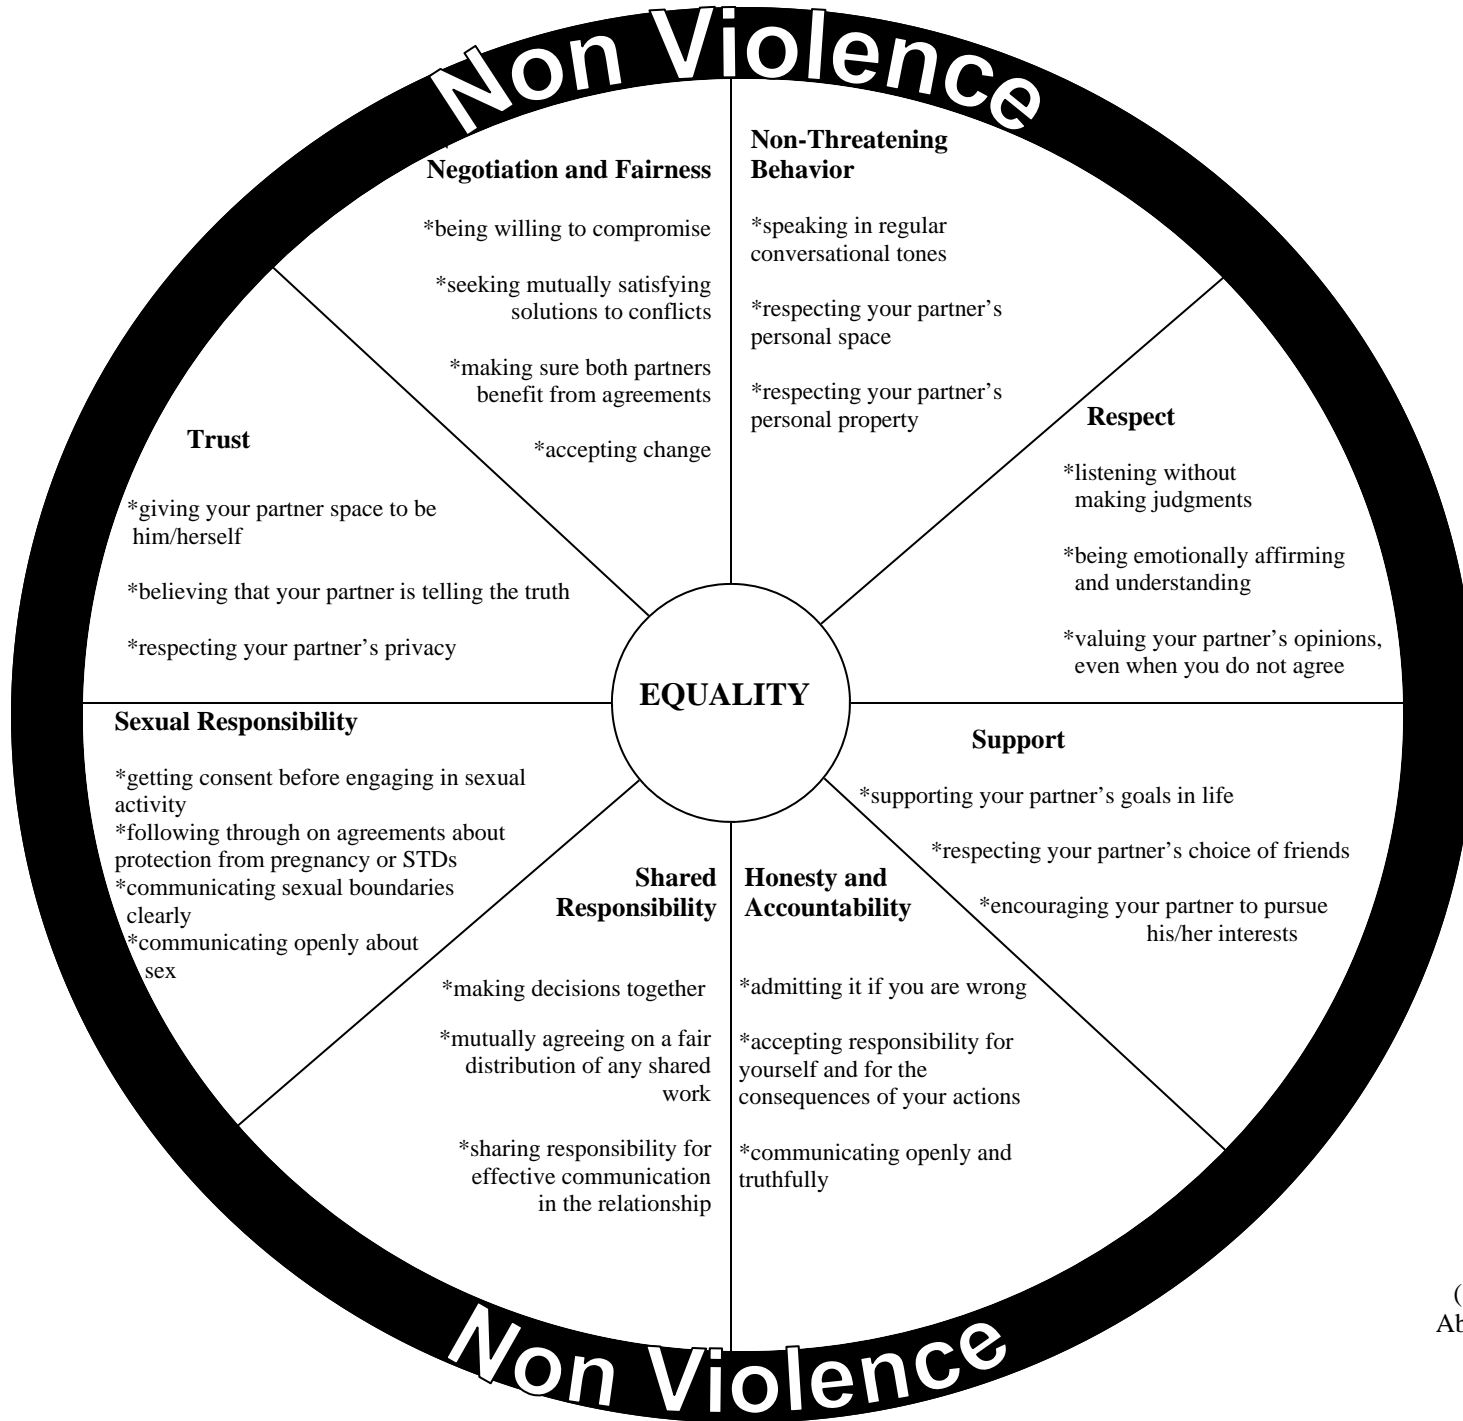 Non Violence
Negotiation and Fairness
*being willing to compromise
*seeking mutually satisfying
solutions to conflicts
*making sure both partners
benefit from agreements
*accepting change
Non-Threatening
Behavior
*speaking in regular
conversational tones
*respecting your partner’s
personal space
*respecting your partner’s
personal property
Trust
*giving your partner space to be
him/herself
*believing that your partner is telling the truth
*respecting your partner’s privacy
Respect
*listening without
making judgments
*being emotionally affirming
and understanding
*valuing your partner’s opinions,
even when you do not agree
EQUALITY
Sexual Responsibility
*getting consent before engaging in sexual
activity
*following through on agreements about
protection from pregnancy or STDs
*communicating sexual boundaries
clearly
*communicating openly about
sex
Support
*supporting your partner’s goals in life
*respecting your partner’s choice of friends
*encouraging your partner to pursue
his/her interests
Shared
Responsibility
*making decisions together
*mutually agreeing on a fair
distribution of any shared
work
*sharing responsibility for
effective communication
in the relationship
Honesty and
Accountability
*admitting it if you are wrong
*accepting responsibility for
yourself and for the
consequences of your actions
*communicating openly and
truthfully
(
Ab
Non Violence